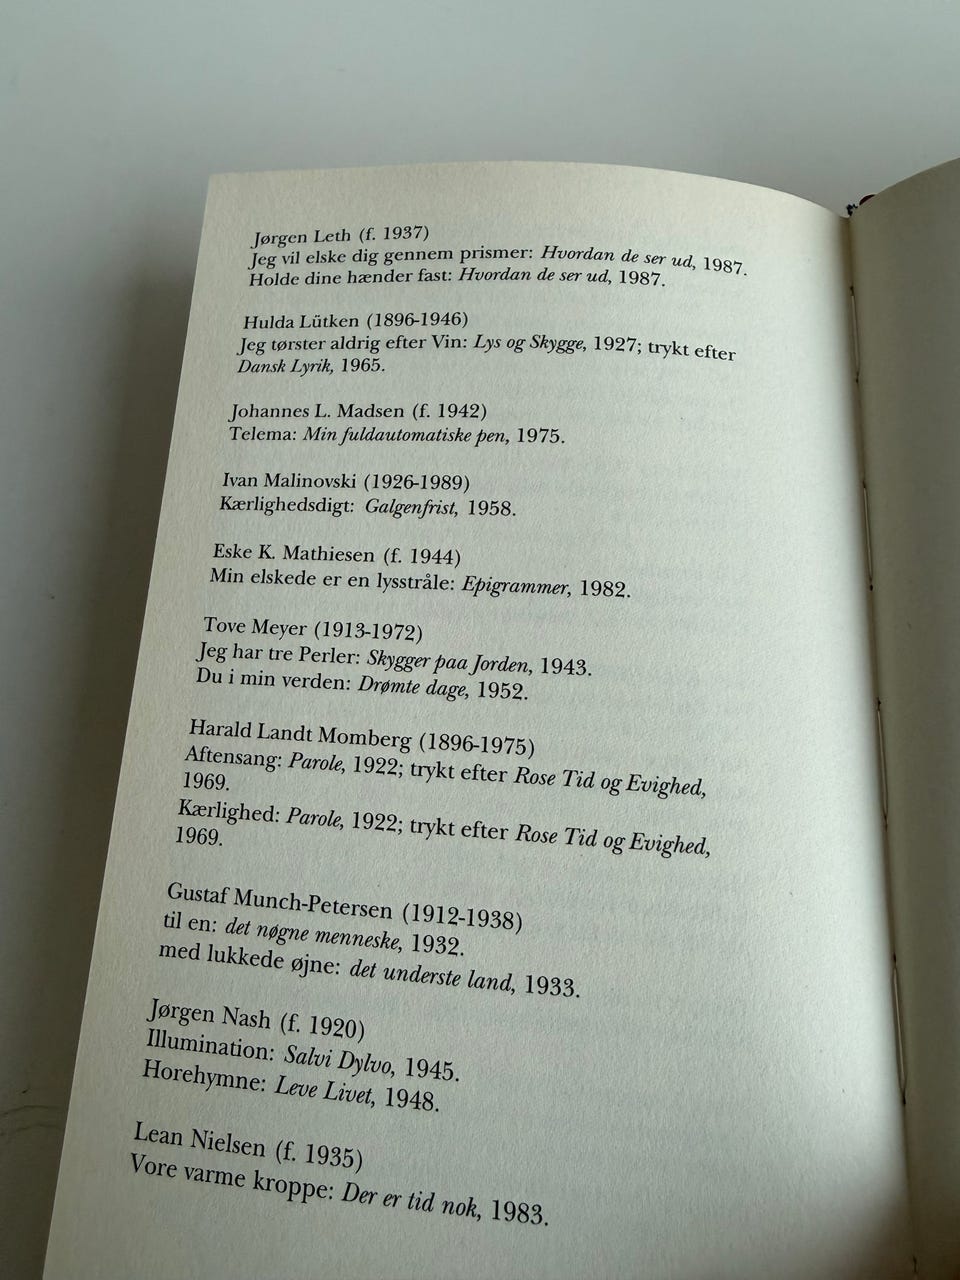 Jørgen Leth (f. 1937)
Jeg vil elske dig gennem prismer: Hvordan de ser ud, 1987.
Holde dine hænder fast: Hvordan de ser ud, 1987.
Hulda Lütken (1896-1946)
Jeg tørster aldrig efter Vin: Lys og Skygge, 1927; trykt efter
Dansk Lyrik, 1965.
Johannes L. Madsen (f. 1942)
Telema: Min fuldautomatiske pen, 1975.
Ivan Malinovski (1926-1989)
Kærlighedsdigt: Galgenfrist, 1958.
Eske K. Mathiesen (f. 1944)
Min elskede er en lysstråle: Epigrammer, 1982.
Tove Meyer (1913-1972)
Jeg har tre Perler: Skygger paa Jorden, 1943.
Du i min verden: Drømte dage, 1952.
Harald Landt Momberg (1896-1975)
Aftensang: Parole, 1922; trykt efter Rose Tid og Evighed,
1969.
Kærlighed: Parole, 1922; trykt efter Rose Tid og Evighed,
1969.
Gustaf Munch-Petersen (1912-1938)
til en: det nøgne menneske, 1932.
med lukkede øjne: det underste land, 1933.
Jørgen Nash (f. 1920)
Illumination: Salvi Dylvo, 1945.
Horehymne: Leve Livet, 1948.
Lean Nielsen (f. 1935)
Vore varme kroppe: Der er tid nok, 1983.